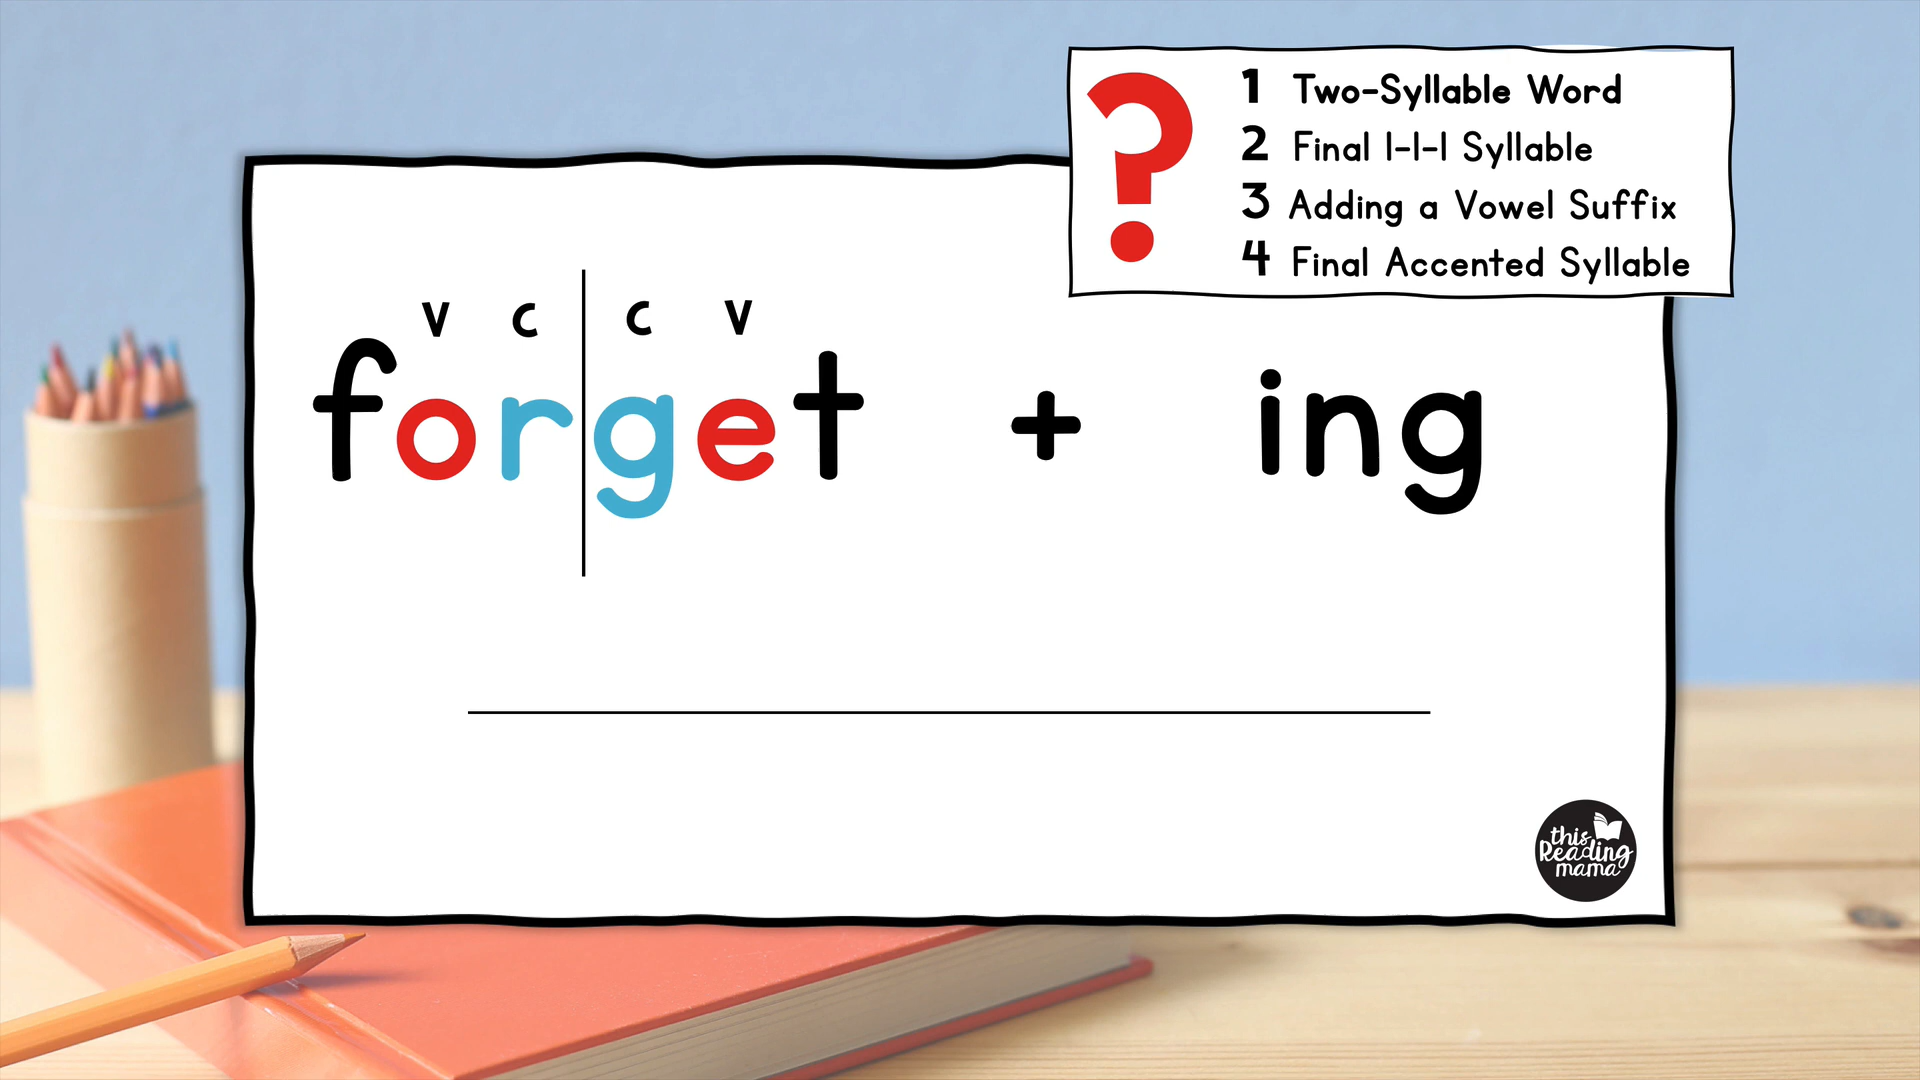 1 Two-Syllable Word
2 Final 1-1-1 Syllable
3 Adding a Vowel Suffix
4 Final Accented Syllable
v c c v
forget + ing
this
Reading
mama